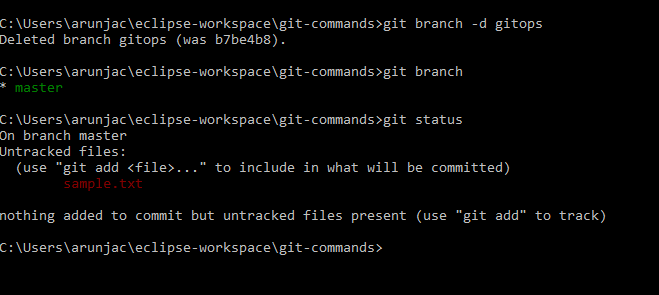 C:\Users\arunjac\eclipse-workspace\git-commands>git branch -d gitops
Deleted branch gitops (was b7be4b8).
C:\Users\arunjac\eclipse-workspace\git-commands>git branch
* master
C:\Users\arunjac\eclipse-workspace\git-commands>git status
On branch master
Untracked files:
(use "git add <file>..." to include in what will be committed)
sample.txt
nothing added to commit but untracked files present (use "git add" to track)
C:\Users\arunjac\eclipse-workspace\git-commands>